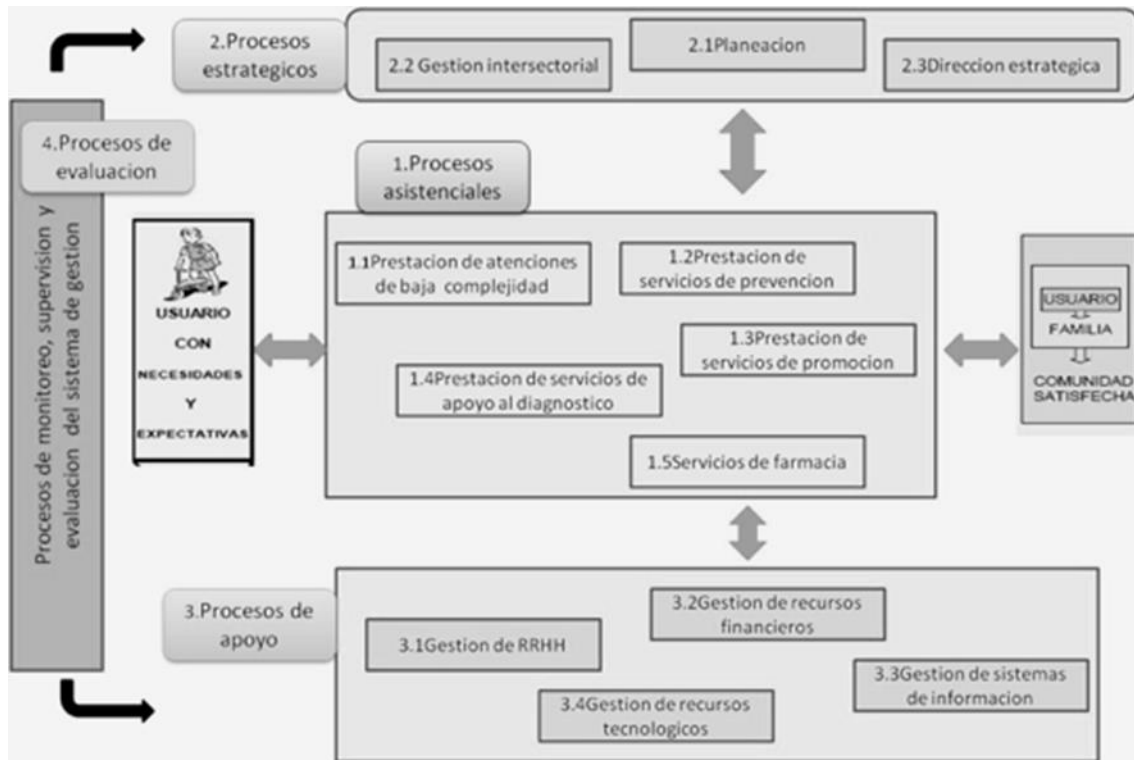 2.Procesos
estrategicos
2.1Planeacion
2.2 Gestion intersectorial
2.3Direccion estrategica
4.Procesos de
evaluacion
Procesos de monitoreo, supervision y
evaluacion del sistema de gestion
1.Procesos
asistenciales
1.1Prestacion de atenciones
de baja complejidad
1.2Prestacion de
servicios de prevencion
1.3Prestacion de
servicios de promocion
1.4Prestacion de servicios de
apoyo al diagnostico
1.5Servicios de farmacia
USUARIO
CON
NECESIDADES
Y
EXPECTATIVAS
USUARIO
FAMILIA
COMUNIDAD
SATISFECHA
3.Procesos de
apoyo
3.1Gestion de RRHH
3.2Gestion de recursos
financieros
3.3Gestion de sistemas
de informacion
3.4Gestion de recursos
tecnologicos